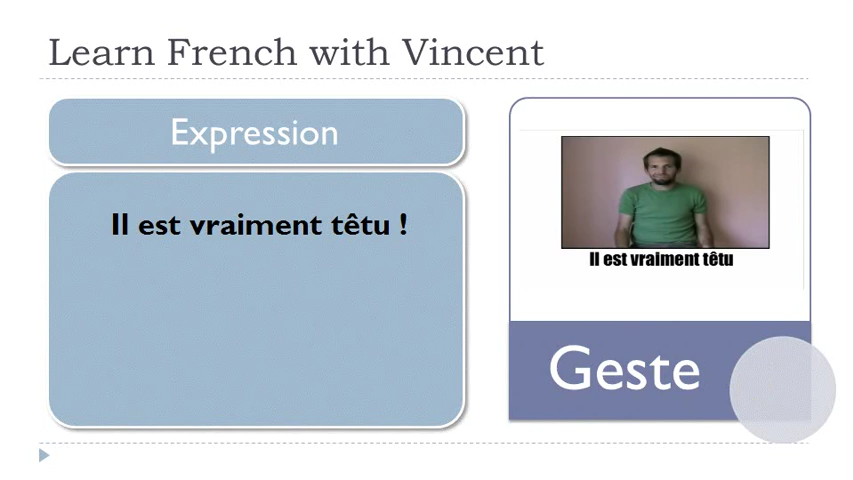 Learn French with Vincent
Expression
Il est vraiment têtu !
Il est vraiment têtu
Geste